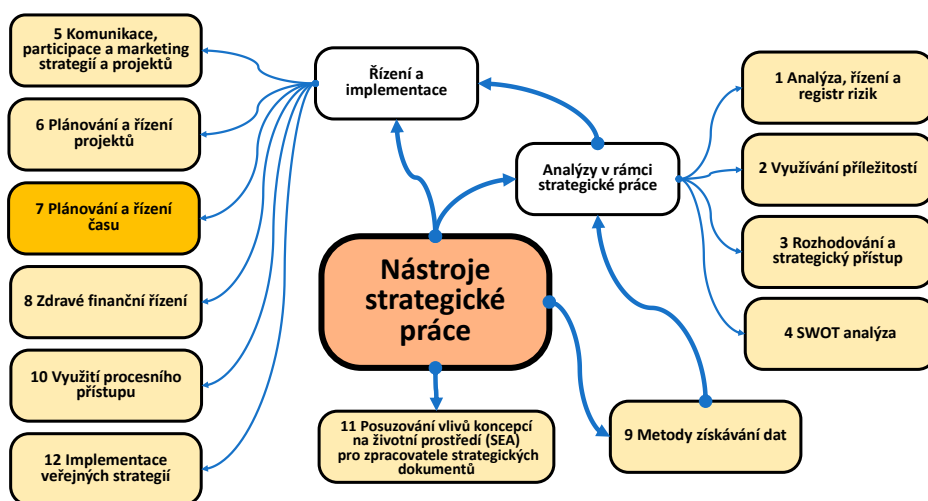 5 Komunikace,
participace a marketing
strategií a projektů
6 Plánování a řízení
projektů
7 Plánování a řízení
času
8 Zdravé finanční řízení
10 Využití procesního
přístupu
12 Implementace
veřejných strategií
Řízení a
implementace
Analýzy v rámci
strategické práce
Nástroje
strategické
práce
11 Posuzování vlivů koncepcí
na životní prostředí (SEA)
pro zpracovatele strategických
dokumentů
1 Analýza, řízení a
registr rizik
2 Využívání příležitostí
3 Rozhodování a
strategický přístup
4 SWOT analýza
9 Metody získávání dat